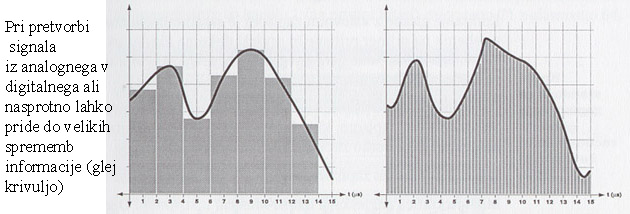 Pri pretvorbi
signala
iz analognega v
digitalnega ali
nasprotno lahko
pride do velikih
sprememb
informacije (glej
krivuljo)
1 2 3 4 5 6 7 8 9 10 11 12 13 14 15 t (μs)
1 2 3 4 5 6 7 8 9 10 11 12 13 14 15 t (μs)